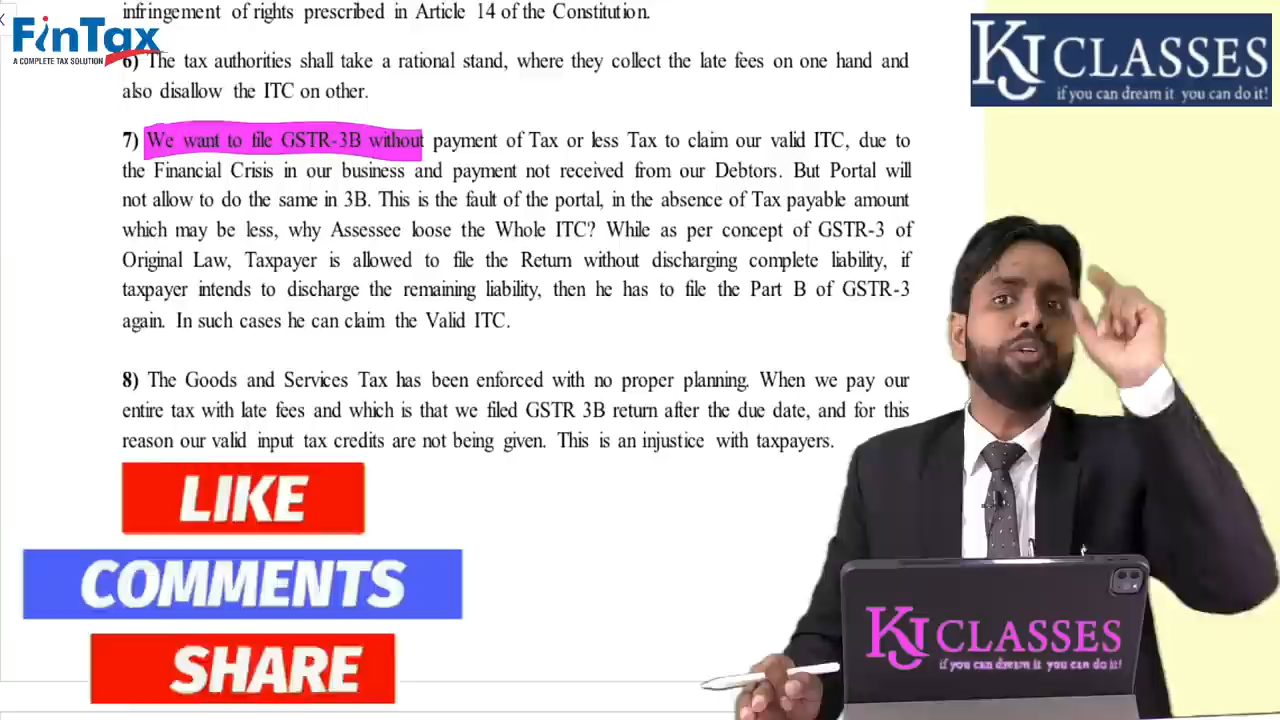 infringement of rights prescribed in Article 14 of the Constitution.
FinTax
A COMPLETE TAX SOLUTION
6) The tax authorities shall take a rational stand, where they collect the late fees on one hand and
also disallow the ITC on other.
7) We want to file GSTR-3B without payment of Tax or less Tax to claim our valid ITC, due to
the Financial Crisis in our business and payment not received from our Debtors. But Portal will
not allow to do the same in 3B. This is the fault of the portal, in the absence of Tax payable amount
which may be less, why Assessee loose the Whole ITC? While as per concept of GSTR-3 of
Original Law, Taxpayer is allowed to file the Return without discharging complete liability, if
taxpayer intends to discharge the remaining liability, then he has to file the Part B of GSTR-3
again. In such cases he can claim the Valid ITC.
8) The Goods and Services Tax has been enforced with no proper planning. When we pay our
entire tax with late fees and which is that we filed GSTR 3B return after the due date, and for this
reason our valid input tax credits are not being given. This is an injustice with taxpayers.
LIKE
COMMENTS
SHARE
KJ CLASSES
if you can dream it you can do it!
KJ CLASSES
if you can dream it you can do it!